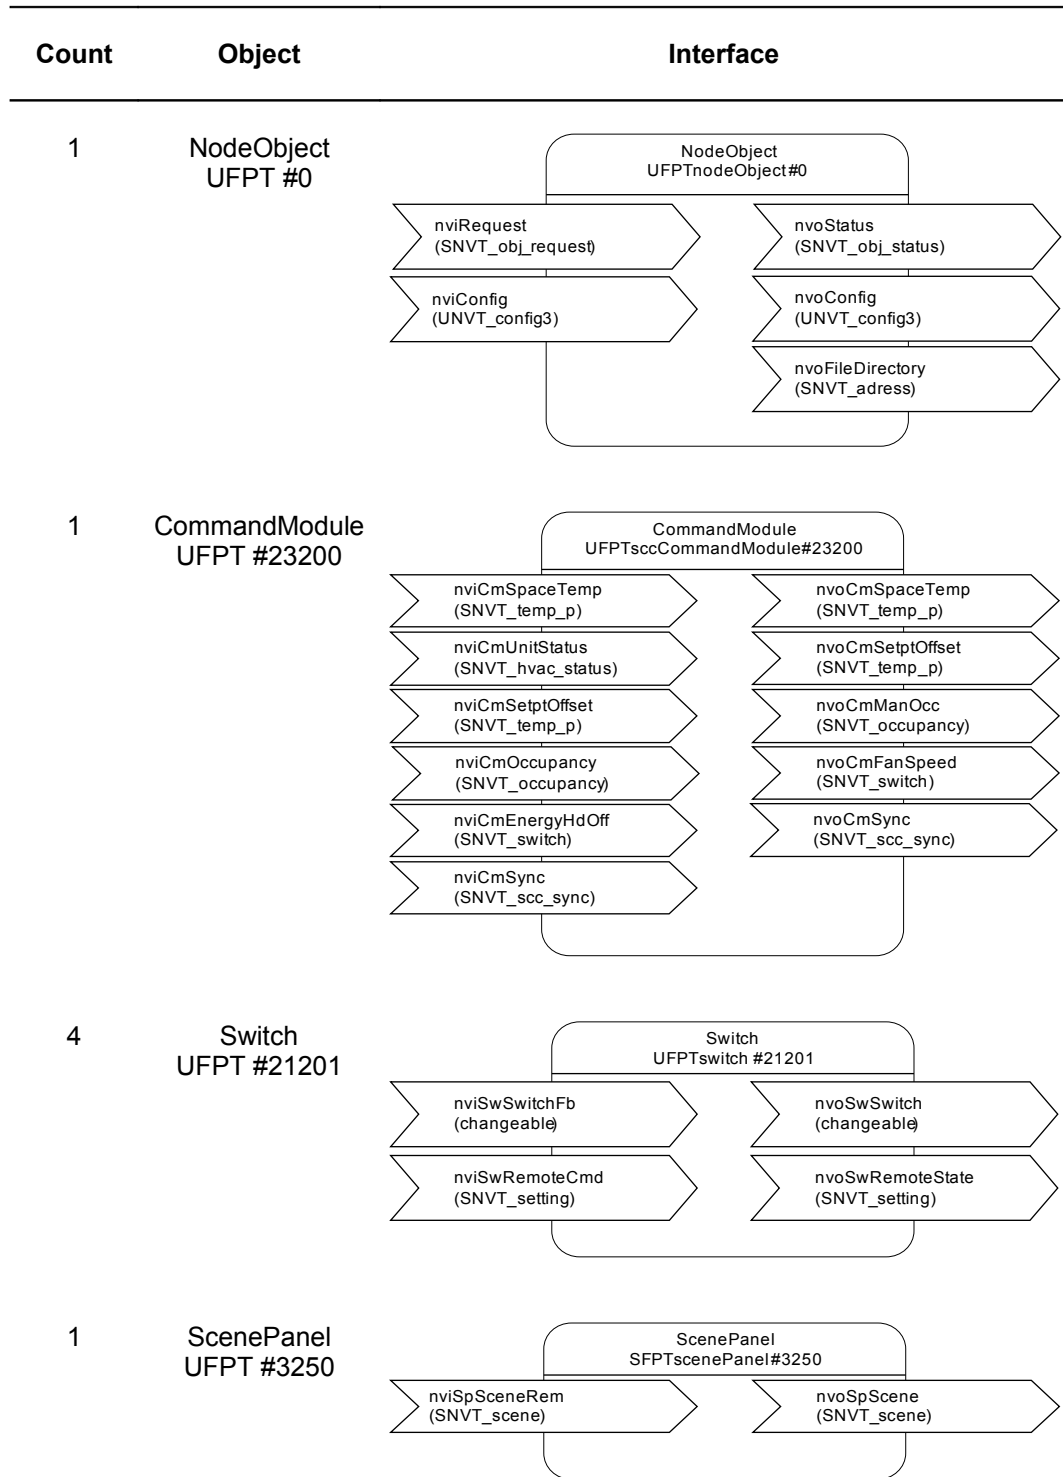 Count Object Interface
1 NodeObject
UFPT #0
NodeObject
UFPTnodeObject#0
nviRequest
(SNVT_obj_request)
nvoStatus
(SNVT_obj_status)
nviConfig
(UNVT_config3)
nvoConfig
(UNVT_config3)
nvoFileDirectory
(SNVT_adress)
1 CommandModule
UFPT #23200
CommandModule
UFPTsccCommandModule#23200
nviCmSpaceTemp
(SNVT_temp_p)
nvoCmSpaceTemp
(SNVT_temp_p)
nviCmUnitStatus
(SNVT_hvac_status)
nvoCmSetptOffset
(SNVT_temp_p)
nviCmSetptOffset
(SNVT_temp_p)
nvoCmManOcc
(SNVT_occupancy)
nviCmOccupancy
(SNVT_occupancy)
nvoCmFanSpeed
(SNVT_switch)
nviCmEnergyHdOff
(SNVT_switch)
nvoCmSync
(SNVT_scc_sync)
nviCmSync
(SNVT_scc_sync)
4 Switch
UFPT #21201
Switch
UFPTswitch #21201
nviSwSwitchFb
(changeable)
nvoSwSwitch
(changeable)
nviSwRemoteCmd
(SNVT_setting)
nvoSwRemoteState
(SNVT_setting)
1 ScenePanel
UFPT #3250
ScenePanel
SFPTscenePanel#3250
nviSpSceneRem
(SNVT_scene)
nvoSpScene
(SNVT_scene)